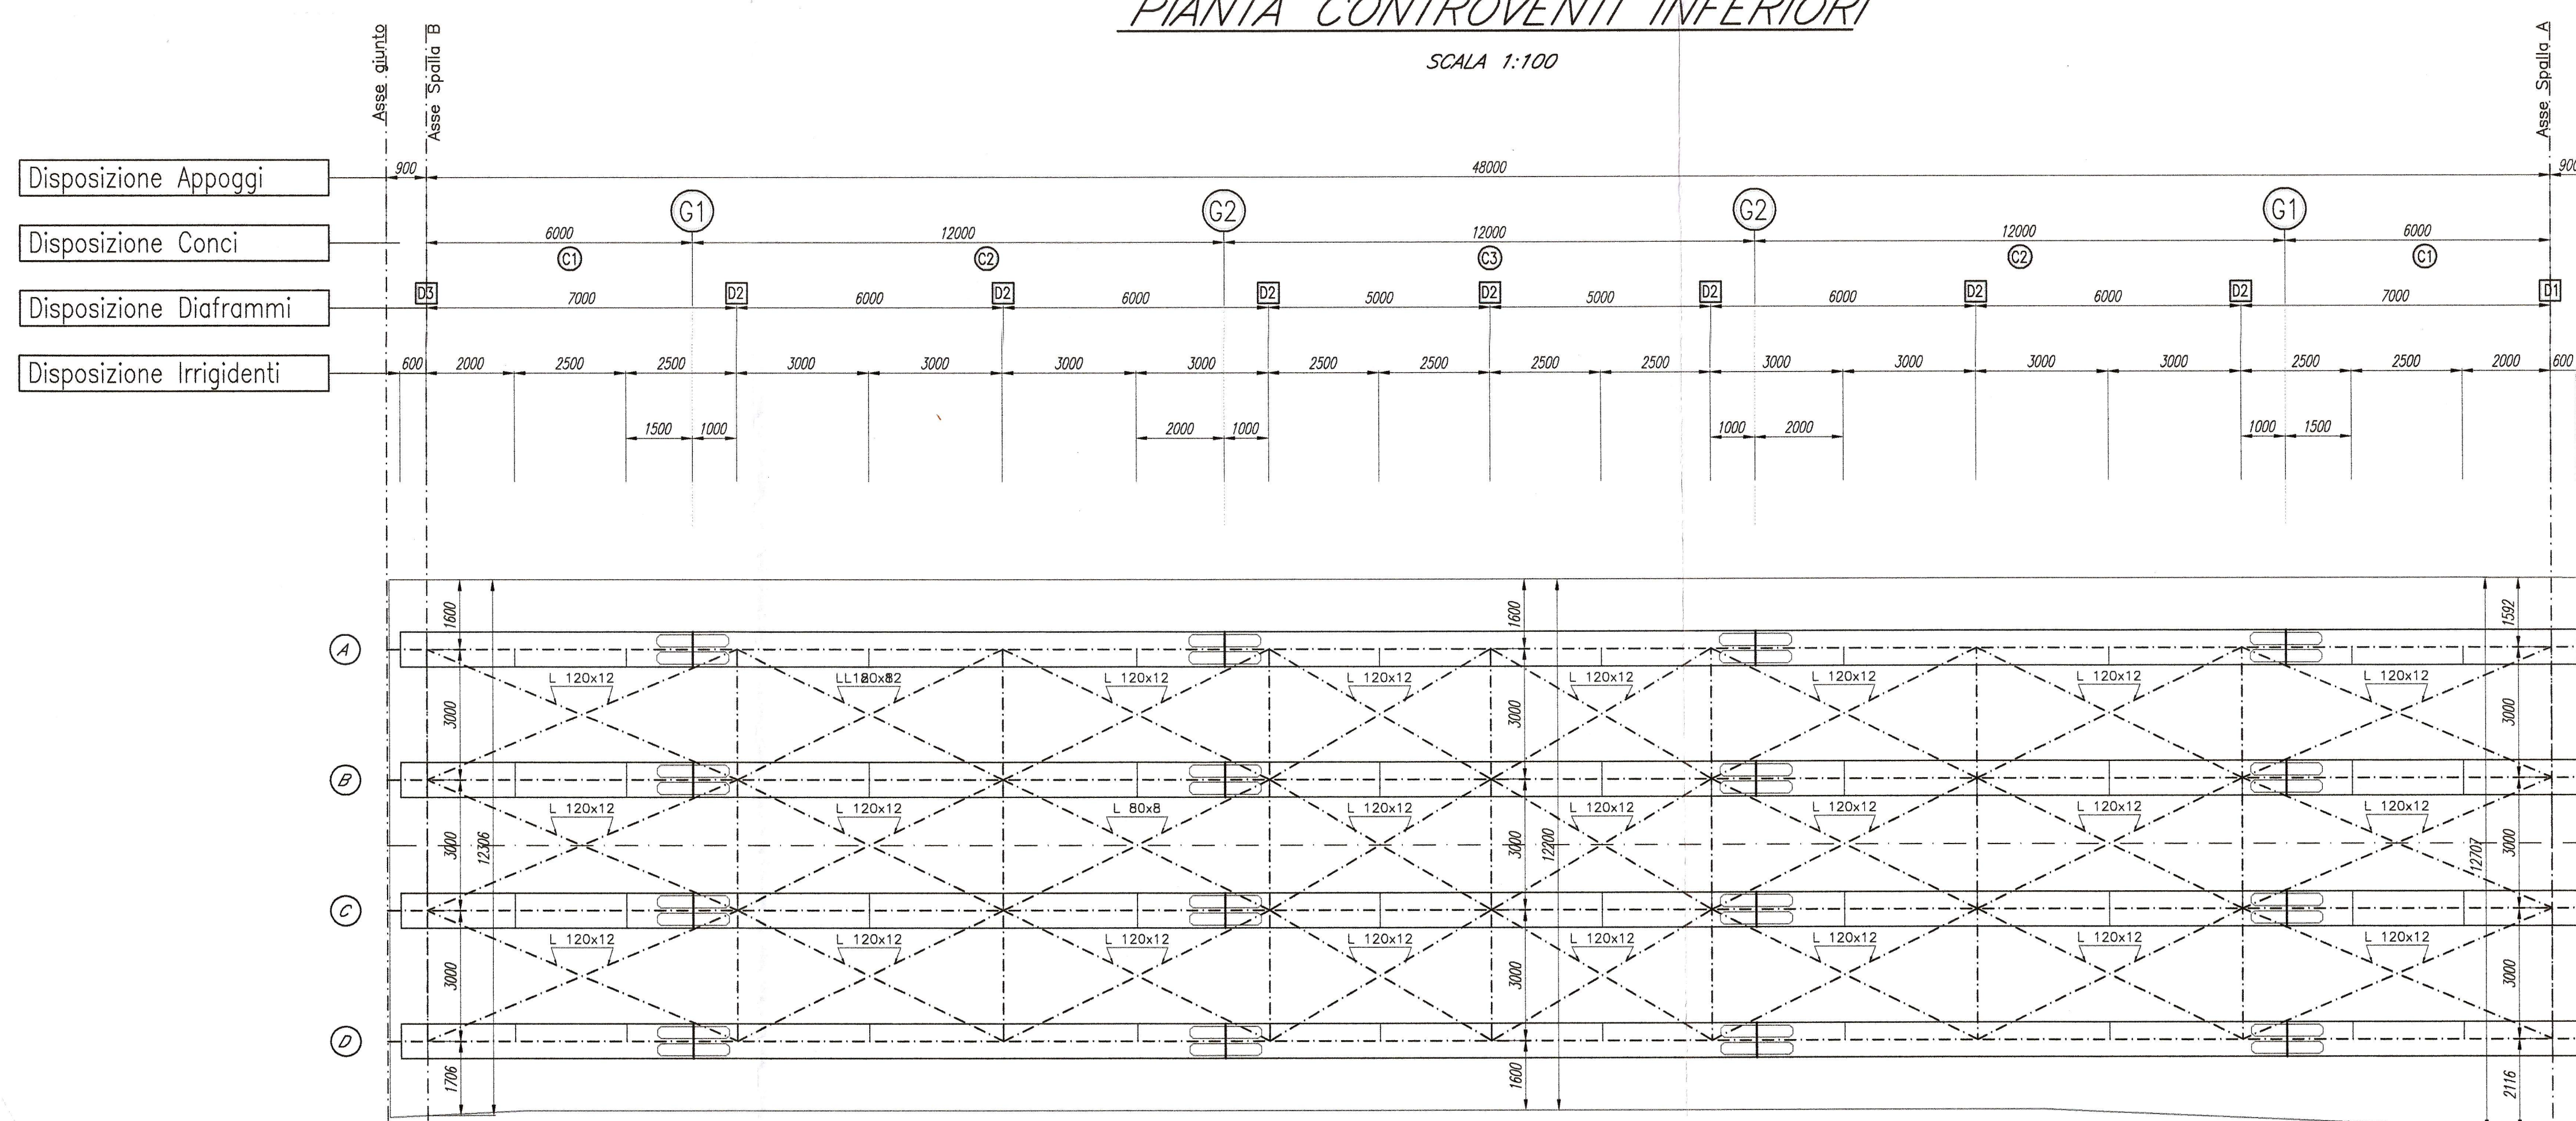 PIANTA CONTROVENTI INFERIORI
SCALA 1:100
Asse giunto
Asse Spalla B
Asse Spalla A
Disposizione Appoggi
900 48000 900
G1 G2 G2 G1
Disposizione Conci
6000 12000 12000 12000 6000
C1 C2 C3 C2 C1
D3 D2 D2 D2 D2 D2 D2 D2 D1
Disposizione Diaframmi
7000 6000 6000 5000 5000 6000 6000 7000
Disposizione Irrigidenti
600 2000 2500 2500 3000 3000 3000 3000 2500 2500 2500 2500 3000 3000 3000 3000 2500 2500 2000 600
1500 1000 2000 1000 1000 2000 1000 1500
1600 1600 1592
A
L 120x12 L 120x12 L 120x12 L 120x12 L 120x12 L 120x12 L 120x12
3000 3000 3000
B
L 120x12 L 120x12 L 80x8 L 120x12 L 120x12 L 120x12 L 120x12 L 120x12
3000 12306 3000 12200 12707 3000
C
L 120x12 L 120x12 L 120x12 L 120x12 L 120x12 L 120x12 L 120x12 L 120x12
3000 3000 3000
D
1706 1600 2116